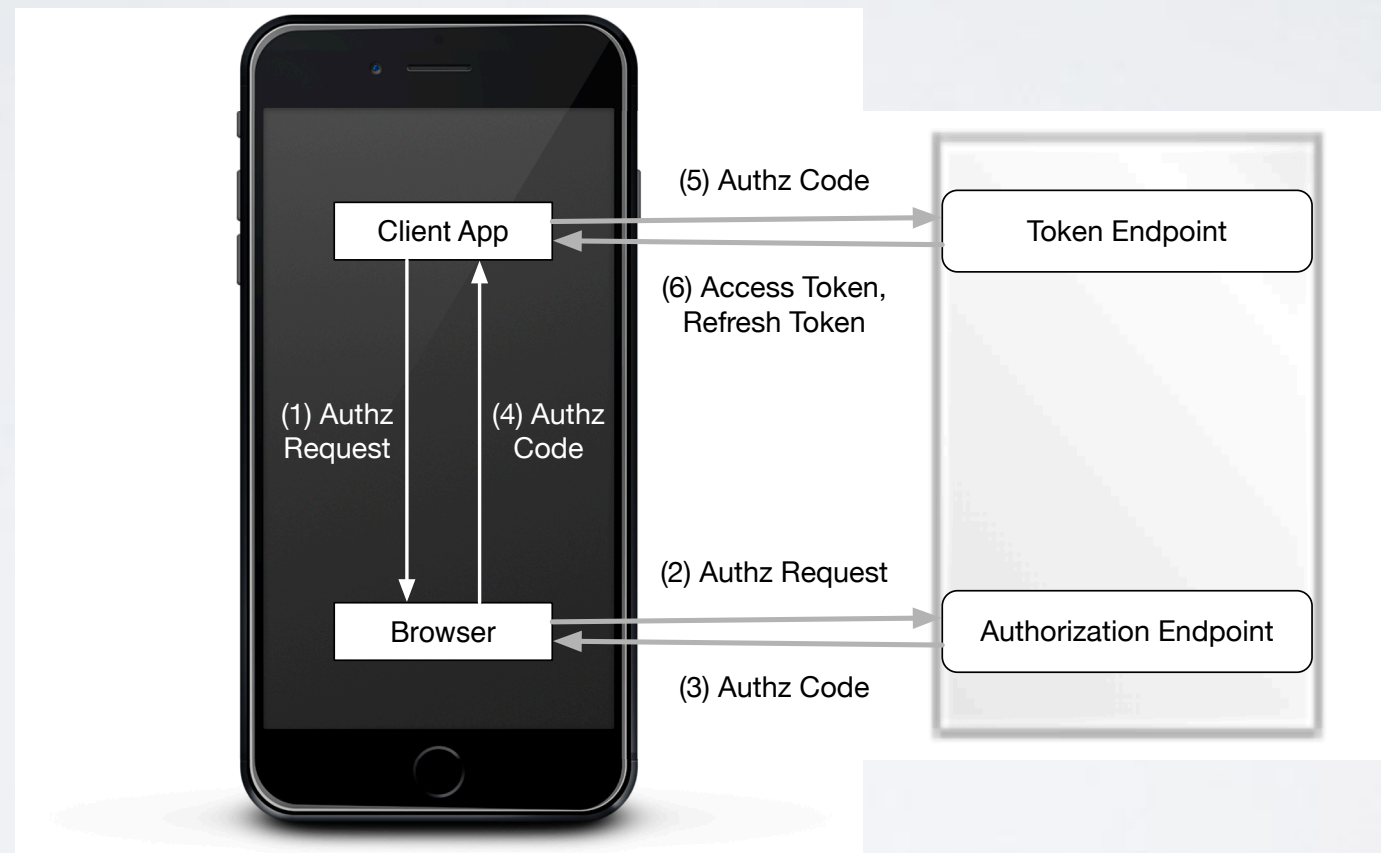 (5) Authz Code
Client App
Token Endpoint
(6) Access Token,
Refresh Token
(1) Authz
Request
(4) Authz
Code
(2) Authz Request
Browser
Authorization Endpoint
(3) Authz Code